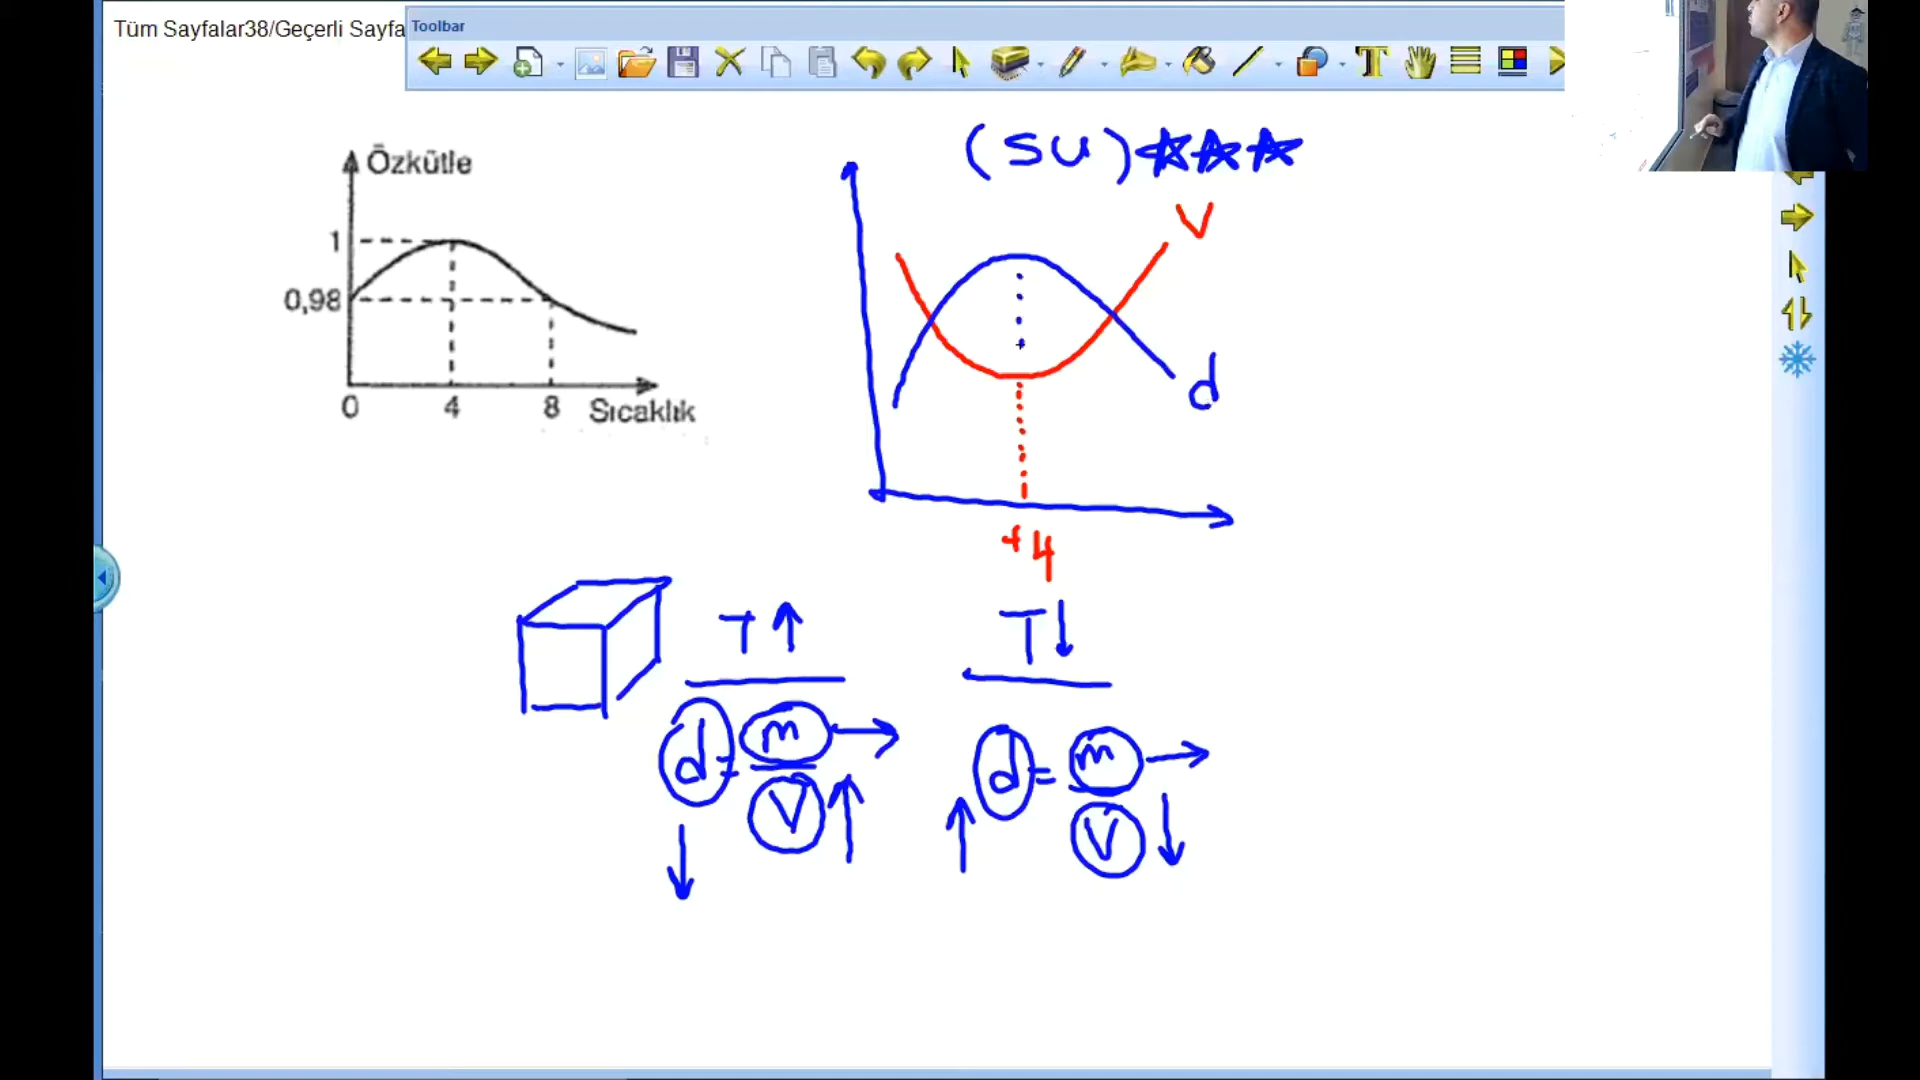 Tüm Sayfalar38/Geçerli Sayfa
Toolbar
Özkütle
1
0,98
0 4 8 Sıcaklık
(SU)
V
d
+4
T↑
d = m →
V ↑
↓
T↓
↑ d = m →
V ↓